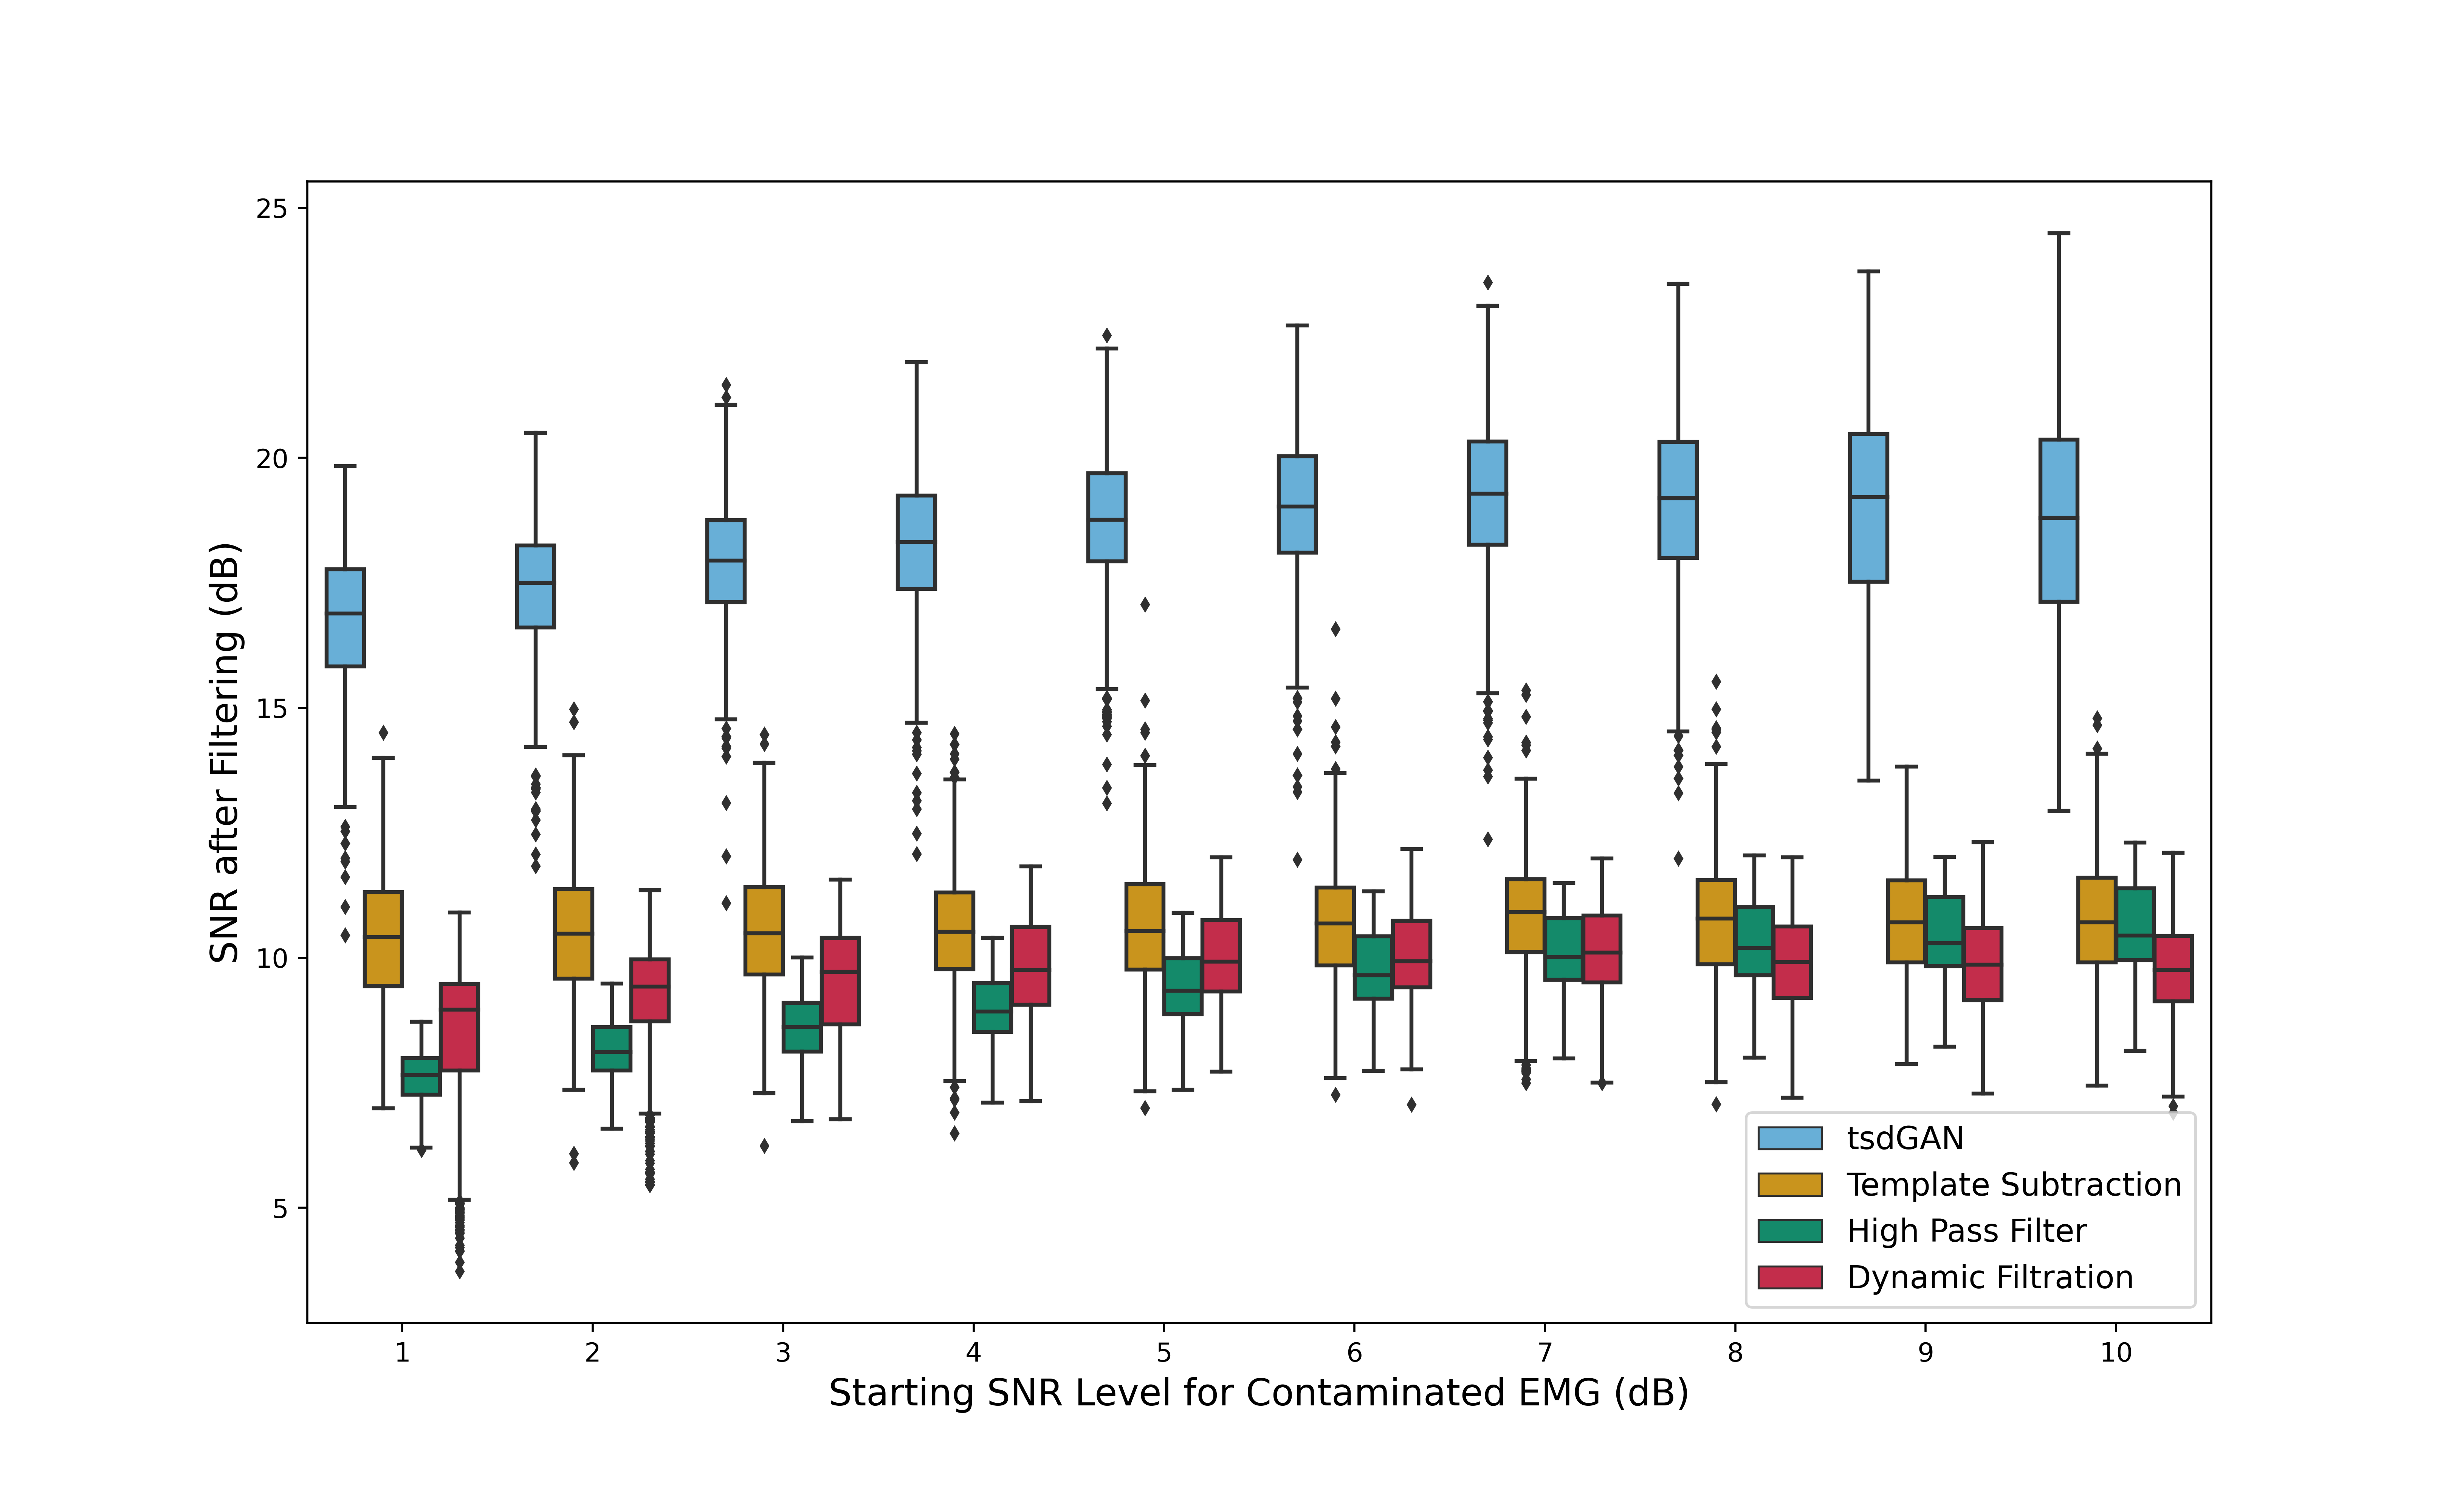 25
20
15
10
5
SNR after Filtering (dB)
1 2 3 4 5 6 7 8 9 10
Starting SNR Level for Contaminated EMG (dB)
tsdGAN
Template Subtraction
High Pass Filter
Dynamic Filtration